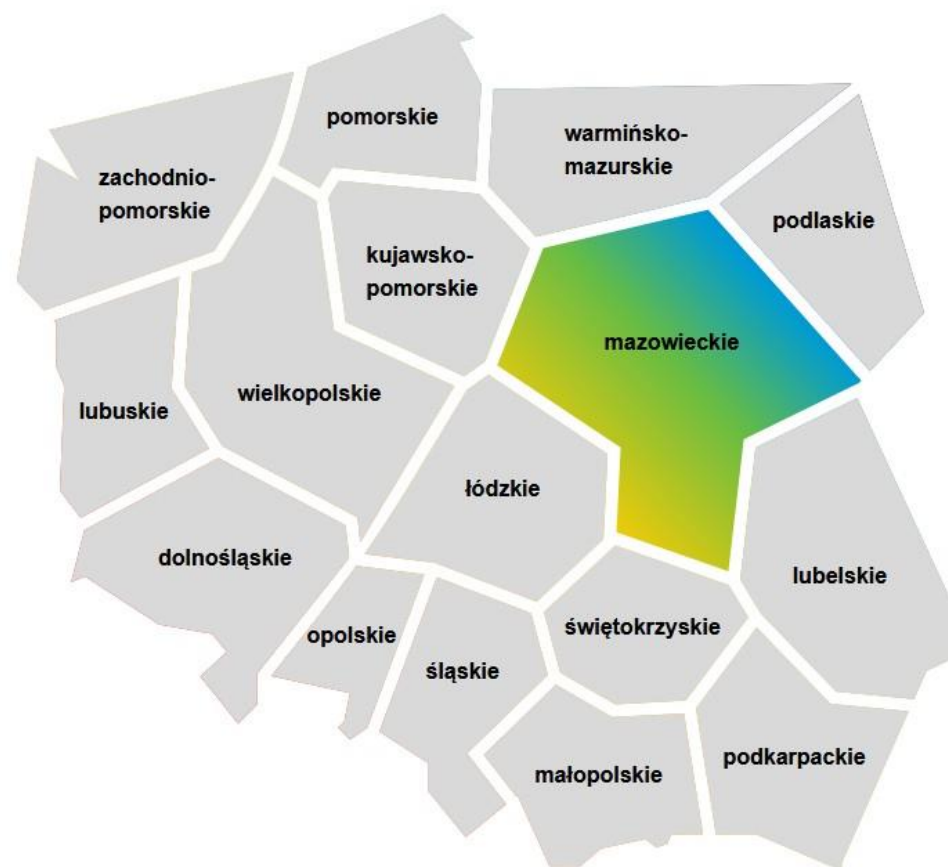 pomorskie
warmińsko-
mazurskie
zachodnio-
pomorskie
podlaskie
kujawsko-
pomorskie
mazowieckie
wielkopolskie
lubuskie
łódzkie
dolnośląskie
lubelskie
opolskie
świętokrzyskie
śląskie
małopolskie
podkarpackie